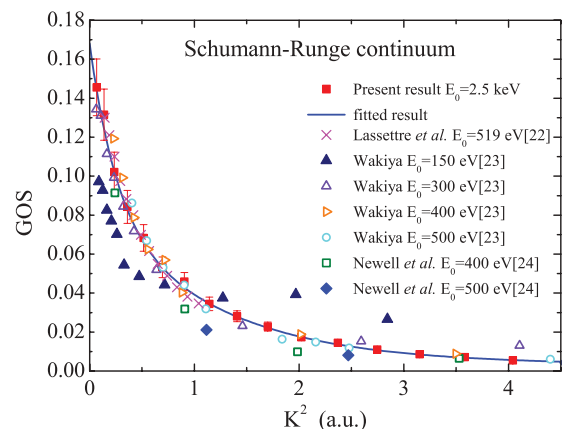 Schumann-Runge continuum
Present result E0=2.5 keV
fitted result
Lassettre et al. E0=519 eV[22]
Wakiya E0=150 eV[23]
Wakiya E0=300 eV[23]
Wakiya E0=400 eV[23]
Wakiya E0=500 eV[23]
Newell et al. E0=400 eV[24]
Newell et al. E0=500 eV[24]
GOS
0.18
0.16
0.14
0.12
0.10
0.08
0.06
0.04
0.02
0.00
0 1 2 3 4
K² (a.u.)